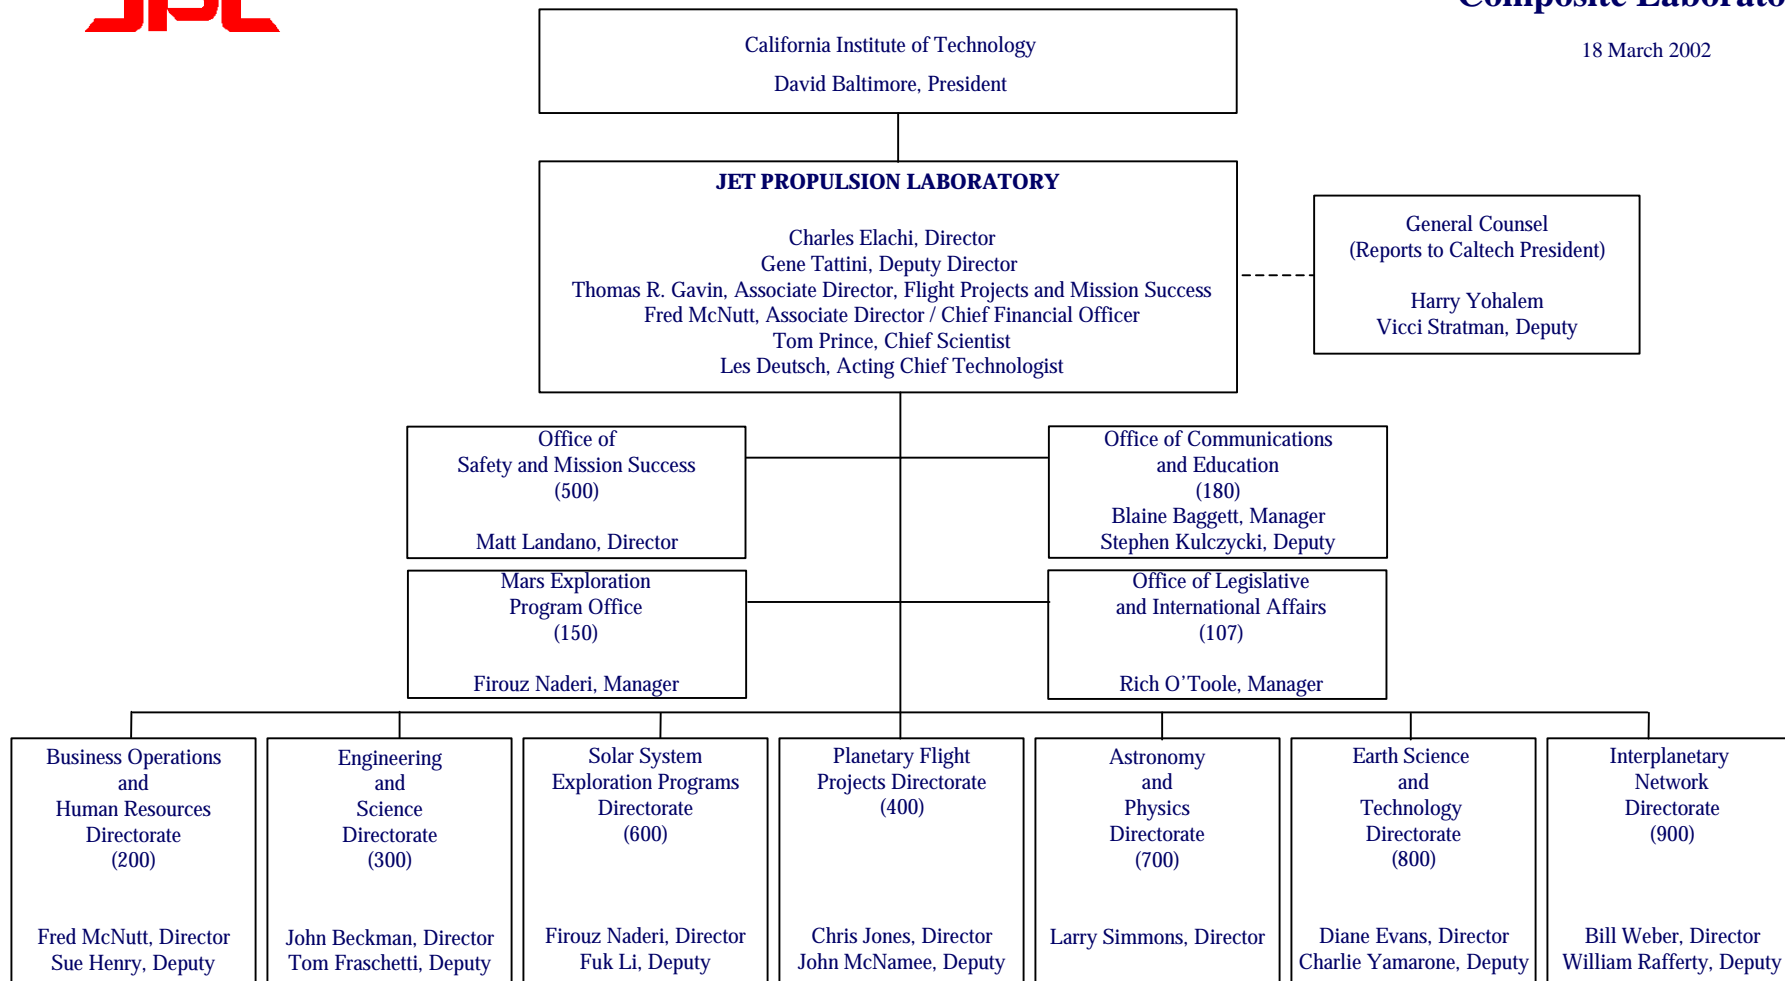 JPL
Composite Laborato
18 March 2002
California Institute of Technology
David Baltimore, President
JET PROPULSION LABORATORY
Charles Elachi, Director
Gene Tattini, Deputy Director
Thomas R. Gavin, Associate Director, Flight Projects and Mission Success
Fred McNutt, Associate Director / Chief Financial Officer
Tom Prince, Chief Scientist
Les Deutsch, Acting Chief Technologist
General Counsel
(Reports to Caltech President)
Harry Yohalem
Vicci Stratman, Deputy
Office of
Safety and Mission Success
(500)
Matt Landano, Director
Office of Communications
and Education
(180)
Blaine Baggett, Manager
Stephen Kulczycki, Deputy
Mars Exploration
Program Office
(150)
Firouz Naderi, Manager
Office of Legislative
and International Affairs
(107)
Rich O'Toole, Manager
Business Operations
and
Human Resources
Directorate
(200)
Fred McNutt, Director
Sue Henry, Deputy
Engineering
and
Science
Directorate
(300)
John Beckman, Director
Tom Fraschetti, Deputy
Solar System
Exploration Programs
Directorate
(600)
Firouz Naderi, Director
Fuk Li, Deputy
Planetary Flight
Projects Directorate
(400)
Chris Jones, Director
John McNamee, Deputy
Astronomy
and
Physics
Directorate
(700)
Larry Simmons, Director
Earth Science
and
Technology
Directorate
(800)
Diane Evans, Director
Charlie Yamarone, Deputy
Interplanetary
Network
Directorate
(900)
Bill Weber, Director
William Rafferty, Deputy